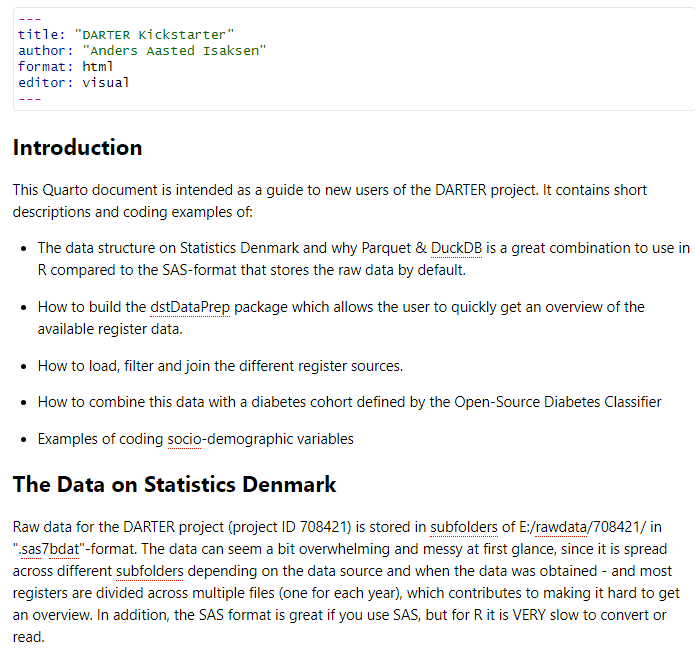 ---
title: "DARTER Kickstarter"
author: "Anders Aasted Isaksen"
format: html
editor: visual
---
Introduction
This Quarto document is intended as a guide to new users of the DARTER project. It contains short
descriptions and coding examples of:
• The data structure on Statistics Denmark and why Parquet & DuckDB is a great combination to use in
R compared to the SAS-format that stores the raw data by default.
• How to build the dstDataPrep package which allows the user to quickly get an overview of the
available register data.
• How to load, filter and join the different register sources.
• How to combine this data with a diabetes cohort defined by the Open-Source Diabetes Classifier
• Examples of coding socio-demographic variables
The Data on Statistics Denmark
Raw data for the DARTER project (project ID 708421) is stored in subfolders of E:/rawdata/708421/ in
".sas7bdat"-format. The data can seem a bit overwhelming and messy at first glance, since it is spread
across different subfolders depending on the data source and when the data was obtained - and most
registers are divided across multiple files (one for each year), which contributes to making it hard to get
an overview. In addition, the SAS format is great if you use SAS, but for R it is VERY slow to convert or
read.